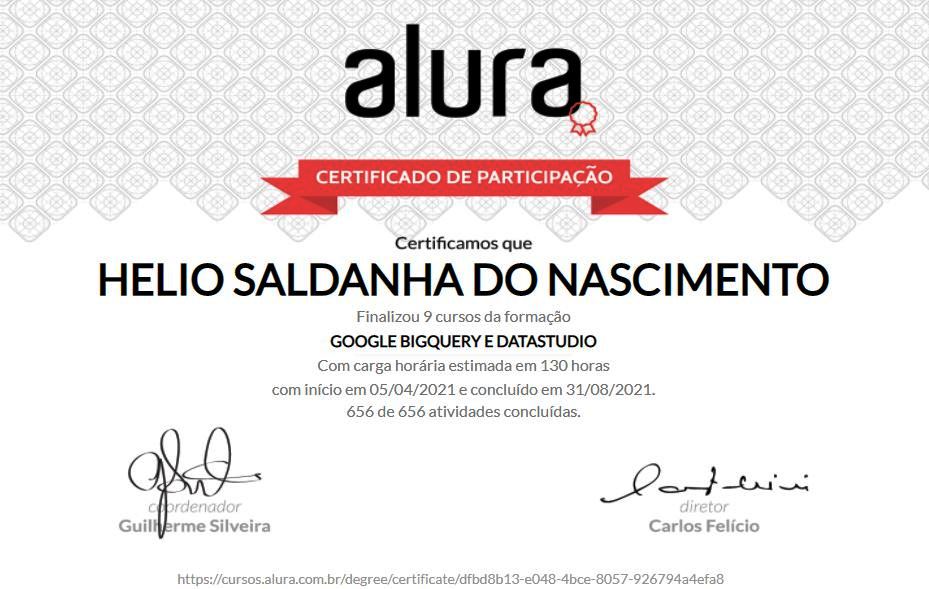 alura
CERTIFICADO DE PARTICIPAÇÃO
Certificamos que
HELIO SALDANHA DO NASCIMENTO
Finalizou 9 cursos da formação
GOOGLE BIGQUERY E DATASTUDIO
Com carga horária estimada em 130 horas
com início em 05/04/2021 e concluído em 31/08/2021.
656 de 656 atividades concluídas.
coordenador
Guilherme Silveira
diretor
Carlos Felício
https://cursos.alura.com.br/degree/certificate/dfbd8b13-e048-4bce-8057-926794a4efa8